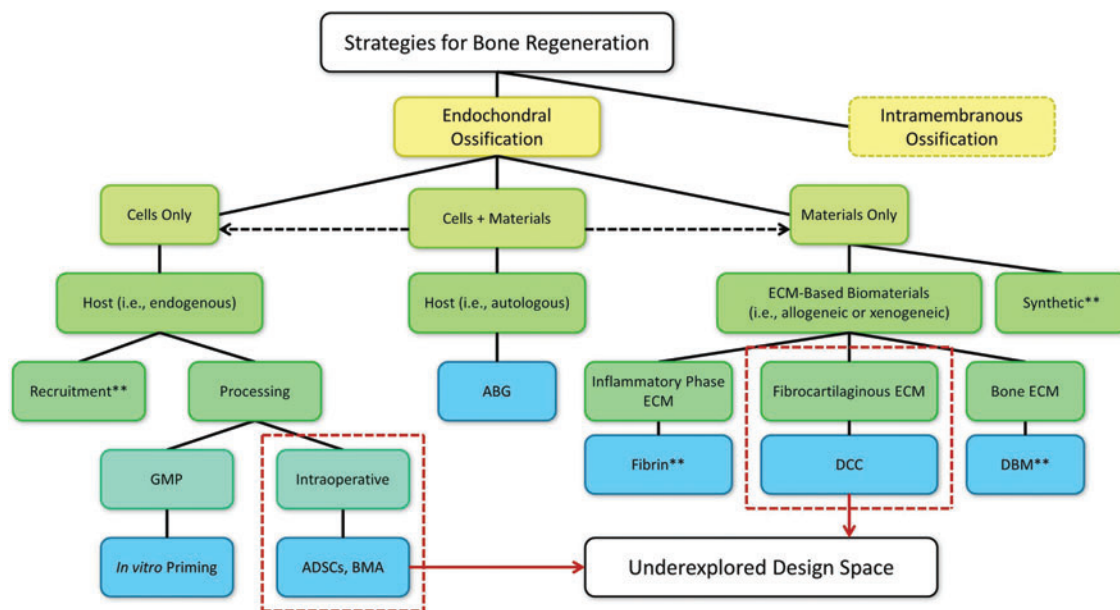 Strategies for Bone Regeneration
Endochondral
Ossification
Intramembranous
Ossification
Cells Only
Cells + Materials
Materials Only
Host (i.e., endogenous)
Host (i.e., autologous)
ECM-Based Biomaterials
(i.e., allogeneic or xenogeneic)
Synthetic**
Recruitment**
Processing
ABG
Inflammatory Phase
ECM
Fibrocartilaginous ECM
Bone ECM
GMP
Intraoperative
Fibrin**
DCC
DBM**
In vitro Priming
ADSCs, BMA
Underexplored Design Space